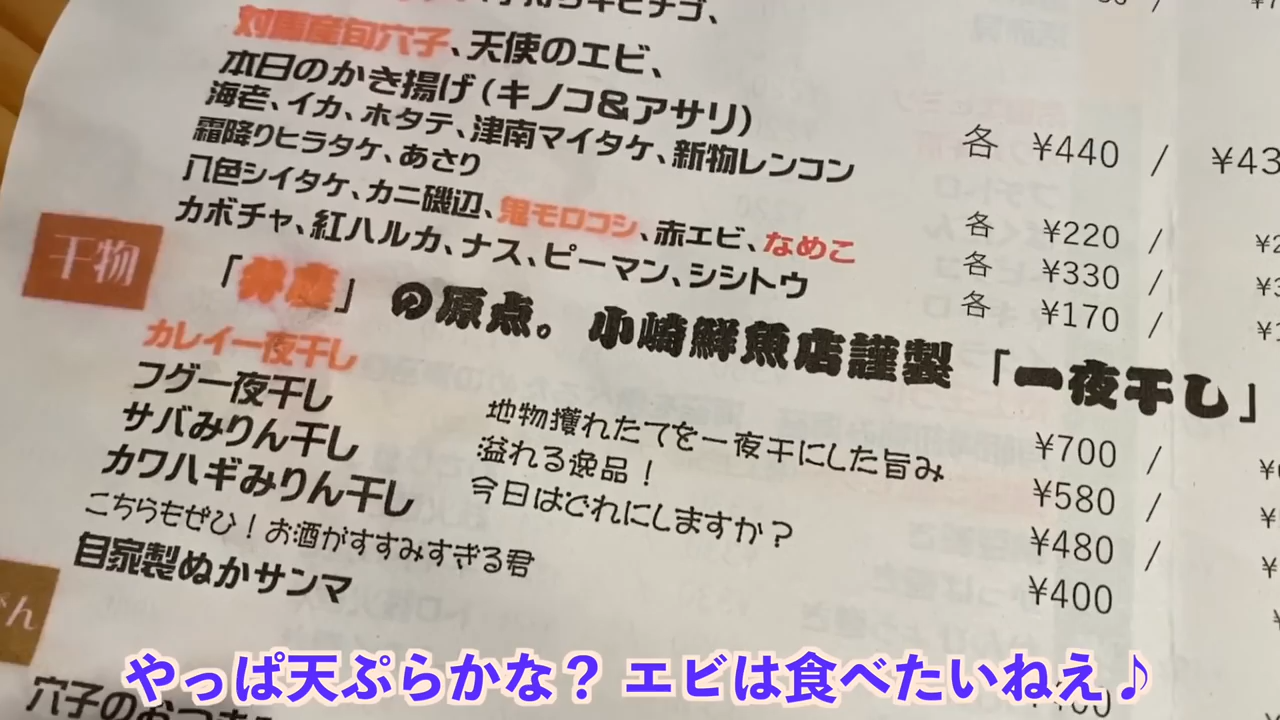 対馬産旬穴子、天使のエビ、
本日のかき揚げ（キノコ＆アサリ）
海老、イカ、ホタテ、津南マイタケ、新物レンコン 各 ¥440 / ¥43
霜降りヒラタケ、あさり 各 ¥220 /
八色シイタケ、カニ磯辺、鬼モロコシ、赤エビ、なめこ 各 ¥330 /
カボチャ、紅ハルカ、ナス、ピーマン、シシトウ 各 ¥170 /
干物
「弁慶」の原点。小崎鮮魚店謹製「一夜干し」
カレイ一夜干し ¥700 /
フグ一夜干し ¥580 /
サバみりん干し ¥480 /
カワハギみりん干し ¥400
地物獲れたてを一夜干にした旨み
溢れる逸品！
今日はどれにしますか？
こちらもぜひ！お酒がすすみすぎる君
自家製ぬかサンマ
やっぱ天ぷらかな？ エビは食べたいねえ♪